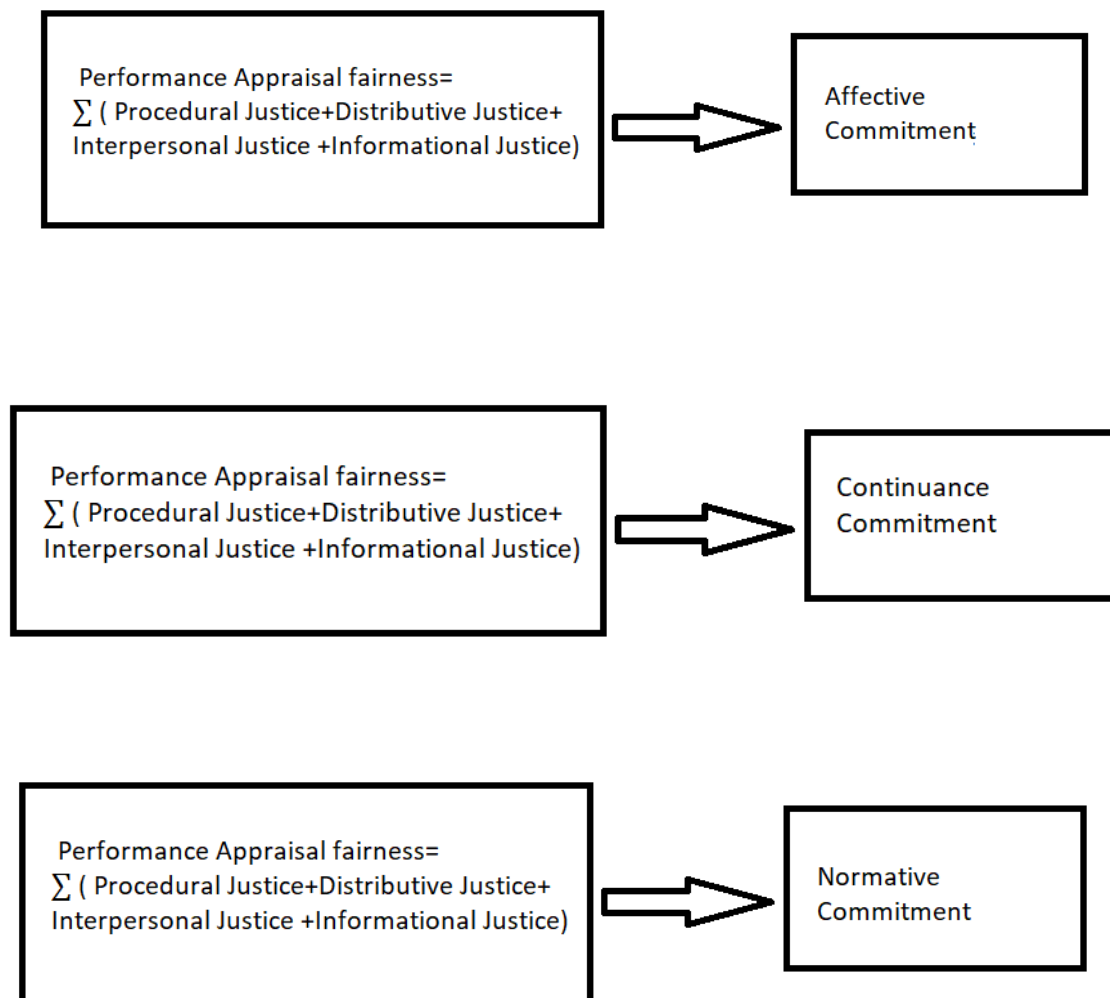 Performance Appraisal fairness=
∑ ( Procedural Justice+Distributive Justice+
Interpersonal Justice +Informational Justice)
Affective
Commitment
Performance Appraisal fairness=
∑ ( Procedural Justice+Distributive Justice+
Interpersonal Justice +Informational Justice)
Continuance
Commitment
Performance Appraisal fairness=
∑ ( Procedural Justice+Distributive Justice+
Interpersonal Justice +Informational Justice)
Normative
Commitment